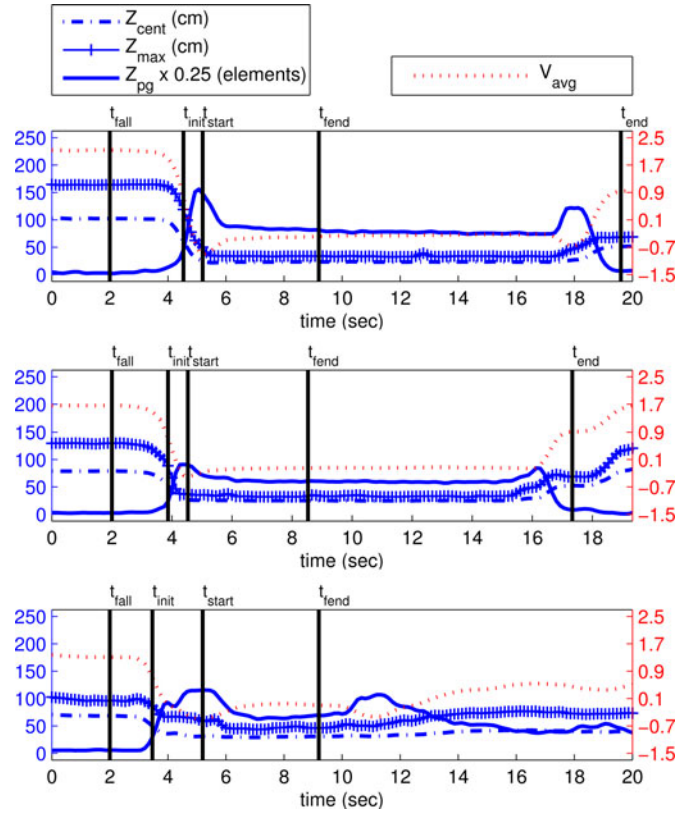 Z_cent (cm)
Z_max (cm)
Z_pg x 0.25 (elements)
V_avg
t_fall t_init t_start t_fend t_end
250 2.5
200 1.7
150 0.9
100 0.1
50 −0.7
0 −1.5
0 2 4 6 8 10 12 14 16 18 20
time (sec)
t_fall t_init t_start t_fend t_end
250 2.5
200 1.7
150 0.9
100 0.1
50 −0.7
0 −1.5
0 2 4 6 8 10 12 14 16 18
time (sec)
t_fall t_init t_start t_fend
250 2.5
200 1.7
150 0.9
100 0.1
50 −0.7
0 −1.5
0 2 4 6 8 10 12 14 16 18 20
time (sec)